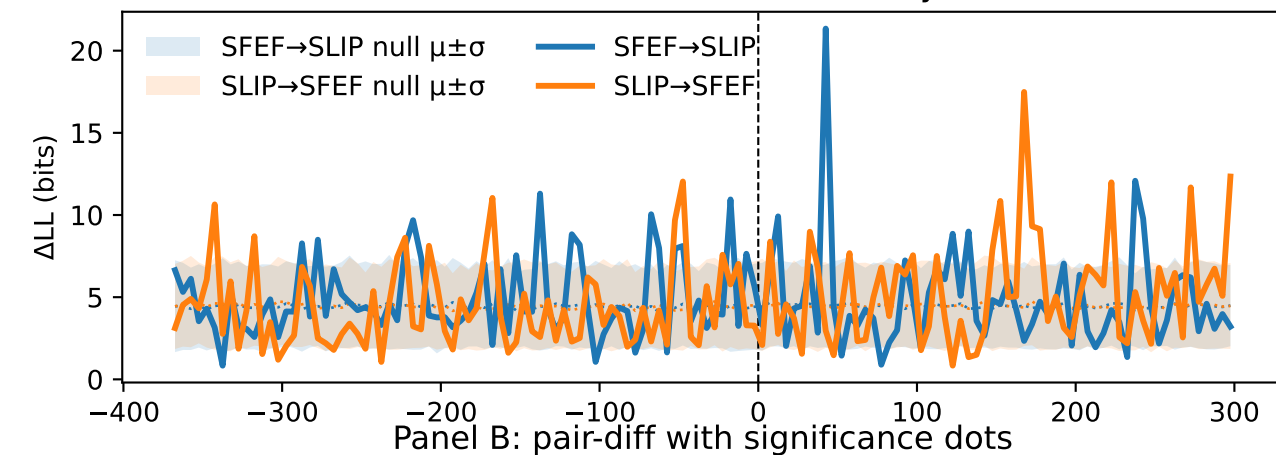 SFEF→SLIP null μ±σ
SLIP→SFEF null μ±σ
SFEF→SLIP
SLIP→SFEF
ΔLL (bits)
20
15
10
5
0
−400 −300 −200 −100 0 100 200 300
Panel B: pair-diff with significance dots